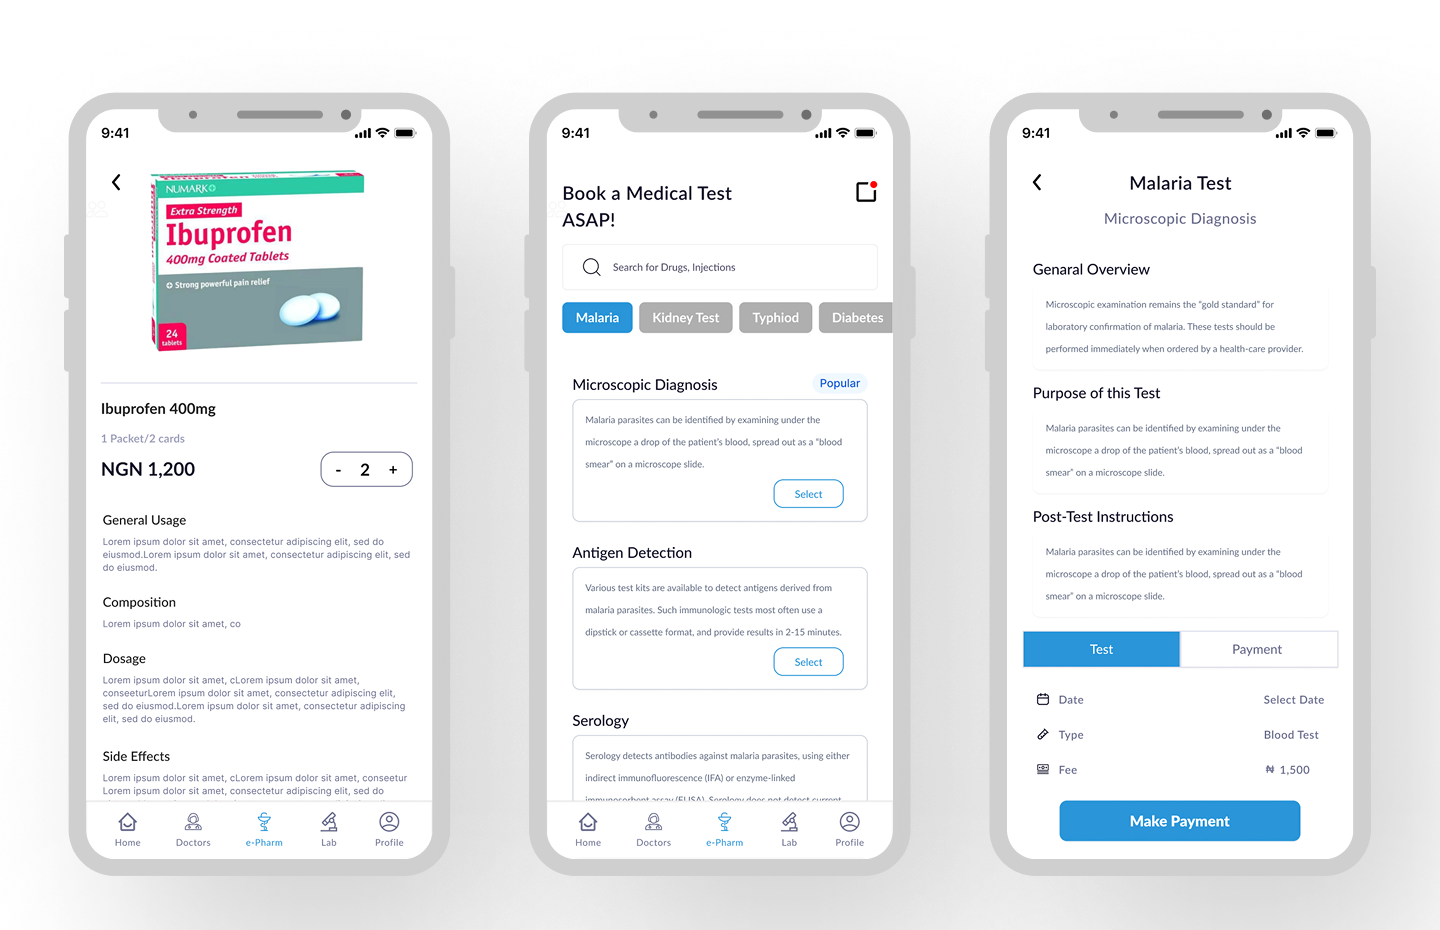 9:41
NUMARK
Extra Strength
Ibuprofen
400mg Coated Tablets
Strong powerful pain relief
24
tablets
Ibuprofen 400mg
1 Packet/2 cards
NGN 1,200
- 2 +
General Usage
Lorem ipsum dolor sit amet, consectetur adipiscing elit, sed do
eiusmod.Lorem ipsum dolor sit amet, consectetur adipiscing elit, sed
do eiusmod.
Composition
Lorem ipsum dolor sit amet, co
Dosage
Lorem ipsum dolor sit amet, cLorem ipsum dolor sit amet,
conseeturLorem ipsum dolor sit amet, consectetur adipiscing elit,
sed do eiusmod.Lorem ipsum dolor sit amet, consectetur adipiscing
elit, sed do eiusmod.
Side Effects
Lorem ipsum dolor sit amet, cLorem ipsum dolor sit amet, conseetur
Lorem ipsum dolor sit amet, consectetur adipiscing elit, sed do
Home Doctors e-Pharm Lab Profile
9:41
Book a Medical Test
ASAP!
Search for Drugs, Injections
Malaria Kidney Test Typhiod Diabetes
Microscopic Diagnosis Popular
Malaria parasites can be identified by examining under the
microscope a drop of the patient's blood, spread out as a “blood
smear” on a microscope slide.
Select
Antigen Detection
Various test kits are available to detect antigens derived from
malaria parasites. Such immunologic tests most often use a
dipstick or cassette format, and provide results in 2-15 minutes.
Select
Serology
Serology detects antibodies against malaria parasites, using either
indirect immunofluorescence (IFA) or enzyme-linked
immunosorbent assay (ELISA). Serology does not detect current
Home Doctors e-Pharm Lab Profile
9:41
Malaria Test
Microscopic Diagnosis
Genaral Overview
Microscopic examination remains the “gold standard” for
laboratory confirmation of malaria. These tests should be
performed immediately when ordered by a health-care provider.
Purpose of this Test
Malaria parasites can be identified by examining under the
microscope a drop of the patient's blood, spread out as a “blood
smear” on a microscope slide.
Post-Test Instructions
Malaria parasites can be identified by examining under the
microscope a drop of the patient's blood, spread out as a “blood
smear” on a microscope slide.
Test Payment
Date Select Date
Type Blood Test
Fee ₦ 1,500
Make Payment